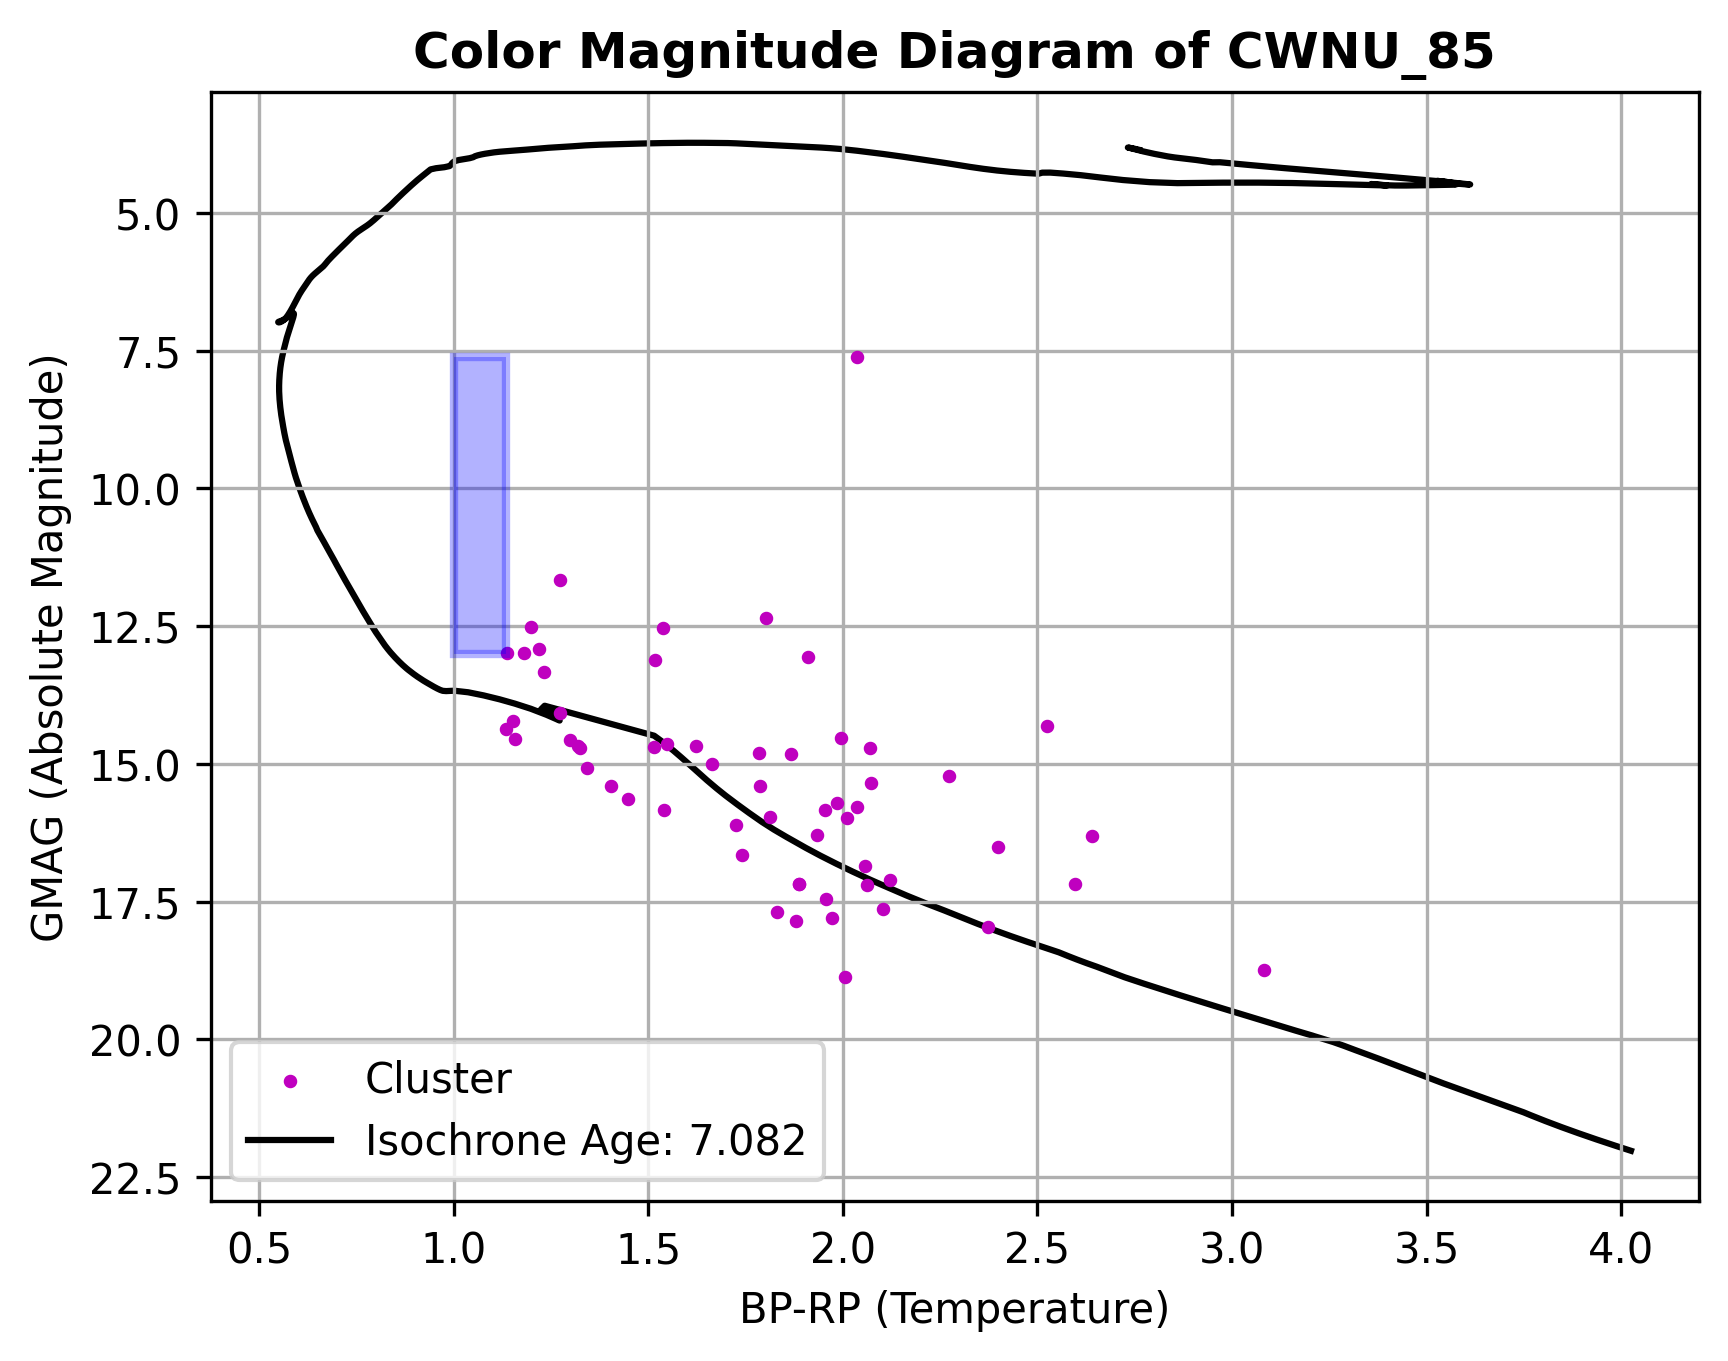 Color Magnitude Diagram of CWNU_85
GMAG (Absolute Magnitude)
5.0
7.5
10.0
12.5
15.0
17.5
20.0
22.5
Cluster
Isochrone Age: 7.082
0.5 1.0 1.5 2.0 2.5 3.0 3.5 4.0
BP-RP (Temperature)